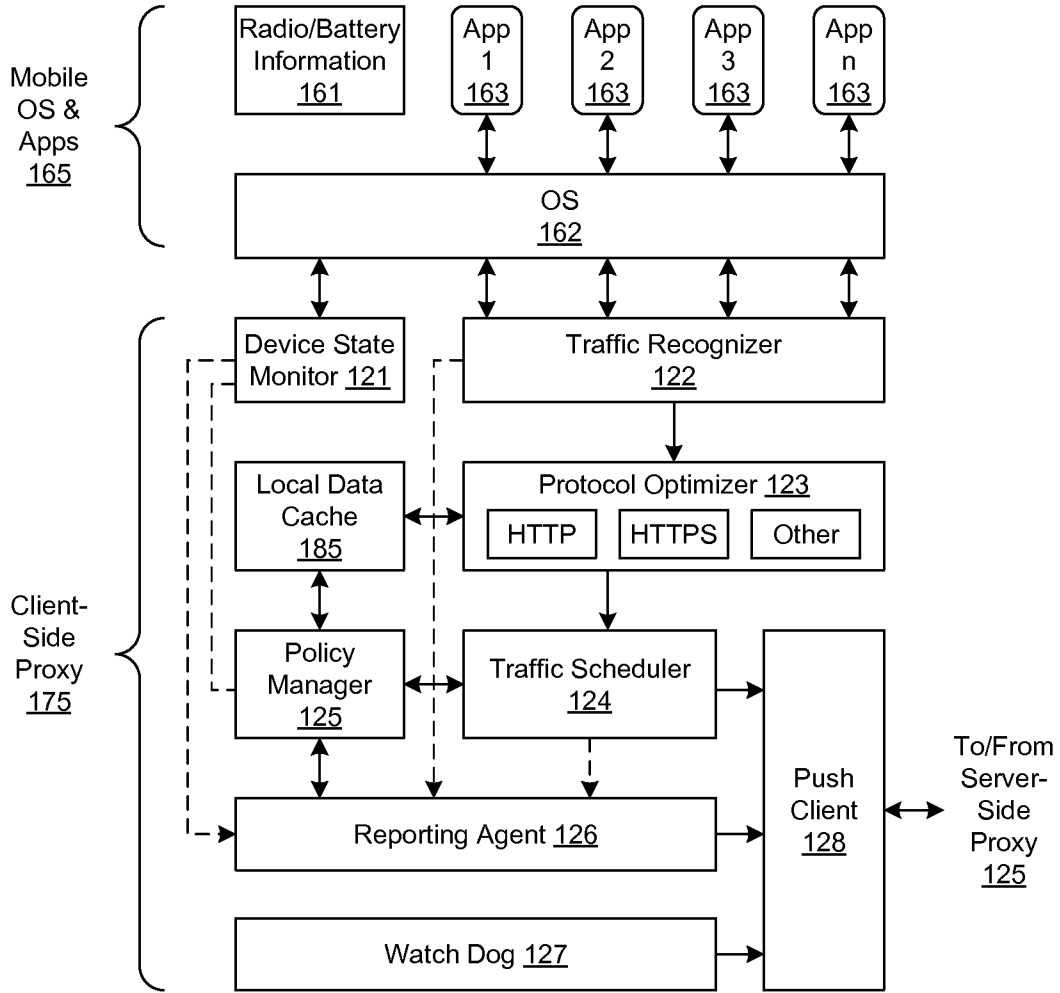 Mobile
OS &
Apps
165
Radio/Battery
Information
161
App
1
163
App
2
163
App
3
163
App
n
163
OS
162
Client-
Side
Proxy
175
Device State
Monitor 121
Traffic Recognizer
122
Local Data
Cache
185
Protocol Optimizer 123
HTTP
HTTPS
Other
Policy
Manager
125
Traffic Scheduler
124
Reporting Agent 126
Watch Dog 127
Push
Client
128
To/From
Server-
Side
Proxy
125